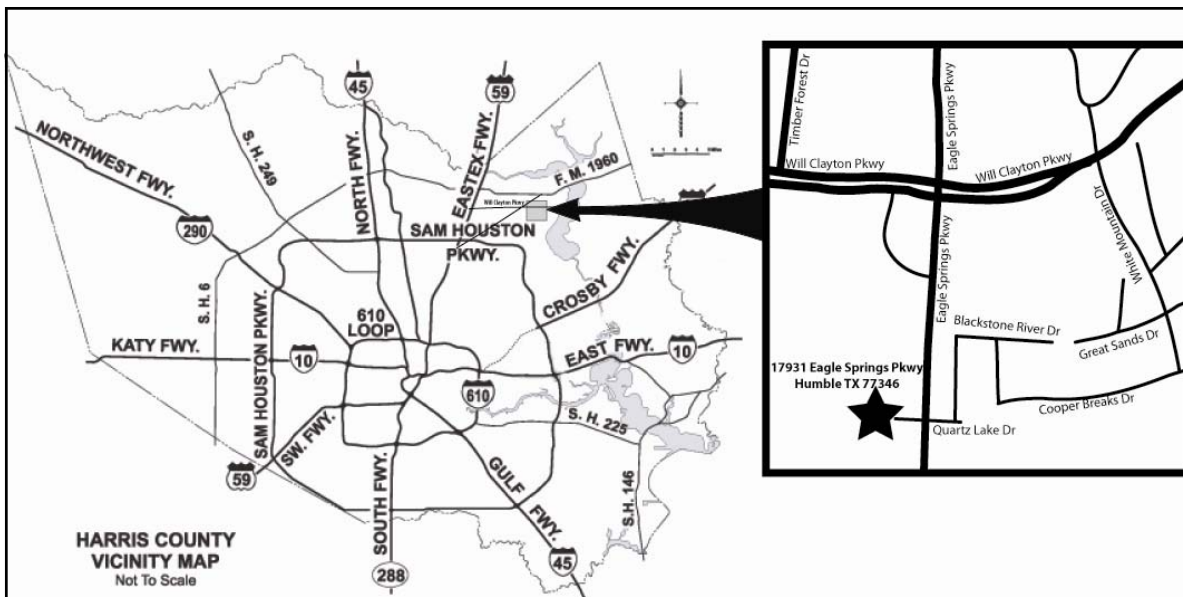 45
59
NORTHWEST FWY.
S. H. 249
NORTH FWY.
EASTEX FWY.
F. M. 1960
Will Clayton Pkwy
290
SAM HOUSTON
PKWY.
CROSBY FWY.
S. H. 6
SAM HOUSTON PKWY.
610
LOOP
KATY FWY.
10
EAST FWY.
10
610
S. H. 225
SW. FWY.
59
SOUTH FWY.
GULF FWY.
S.H. 146
45
288
HARRIS COUNTY
VICINITY MAP
Not To Scale
Timber Forest Dr
Eagle Springs Pkwy
Will Clayton Pkwy
Will Clayton Pkwy
White Mountain Dr
Eagle Springs Pkwy
Blackstone River Dr
Great Sands Dr
17931 Eagle Springs Pkwy
Humble TX 77346
Cooper Breaks Dr
Quartz Lake Dr